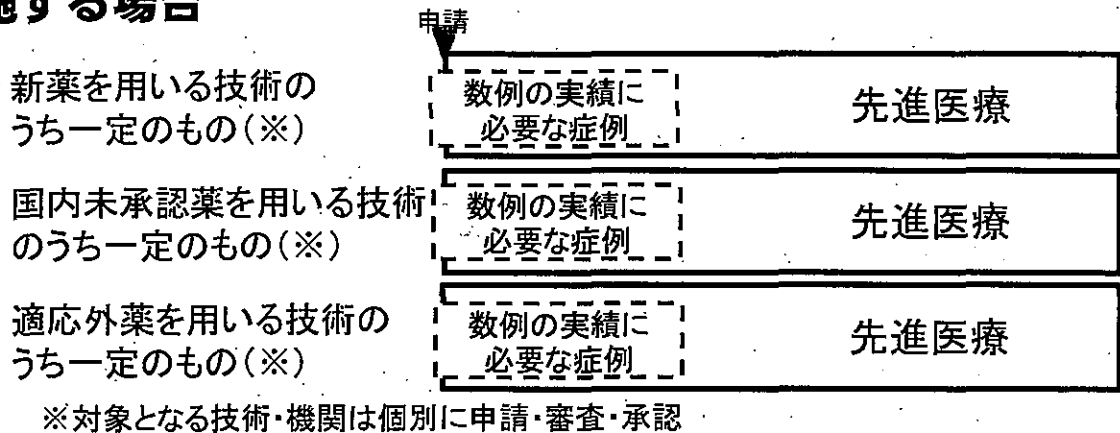 する場合
申請
新薬を用いる技術の
うち一定のもの(※)
数例の実績に
必要な症例
先進医療
国内未承認薬を用いる技術
のうち一定のもの(※)
数例の実績に
必要な症例
先進医療
適応外薬を用いる技術の
うち一定のもの(※)
数例の実績に
必要な症例
先進医療
※対象となる技術・機関は個別に申請・審査・承認